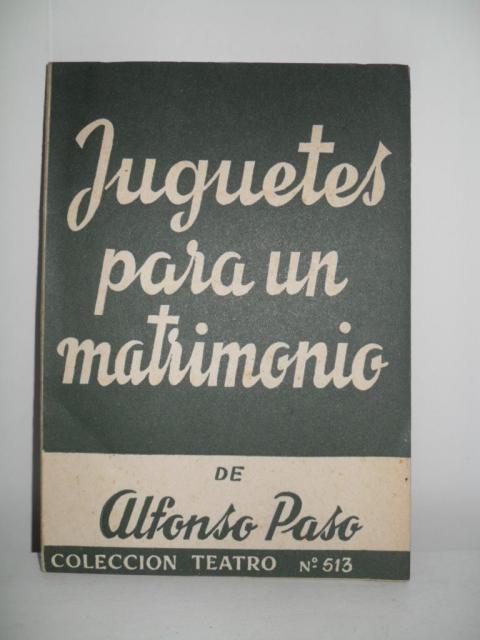 Juguetes
para un
matrimonio
DE
Alfonso Paso
COLECCION TEATRO Nº 513